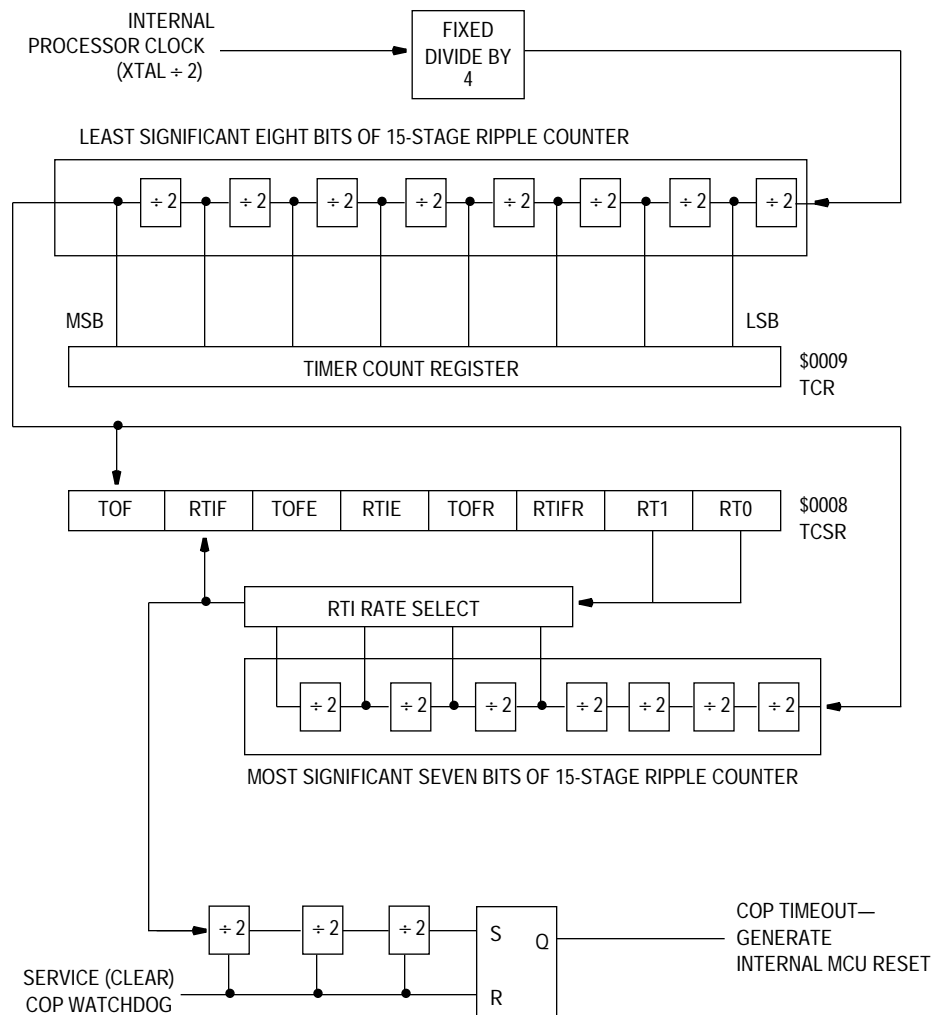 INTERNAL
PROCESSOR CLOCK
(XTAL ÷ 2)
FIXED
DIVIDE BY
4
LEAST SIGNIFICANT EIGHT BITS OF 15-STAGE RIPPLE COUNTER
÷ 2 ÷ 2 ÷ 2 ÷ 2 ÷ 2 ÷ 2 ÷ 2 ÷ 2
MSB LSB
TIMER COUNT REGISTER
$0009
TCR
TOF RTIF TOFE RTIE TOFR RTIFR RT1 RT0
$0008
TCSR
RTI RATE SELECT
÷ 2 ÷ 2 ÷ 2 ÷ 2 ÷ 2 ÷ 2 ÷ 2
MOST SIGNIFICANT SEVEN BITS OF 15-STAGE RIPPLE COUNTER
÷ 2 ÷ 2 ÷ 2
S Q
R
COP TIMEOUT—
GENERATE
INTERNAL MCU RESET
SERVICE (CLEAR)
COP WATCHDOG